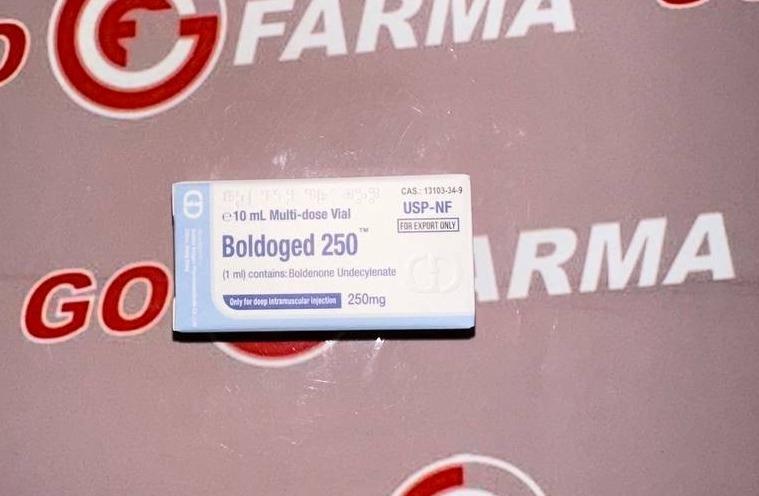 FARMA
CAS.: 13103-34-9
℮10 mL Multi-dose Vial
USP-NF
FOR EXPORT ONLY
Boldoged 250™
(1 ml) contains: Boldenone Undecylenate
Only for deep intramuscular injection 250mg
GO
ARMA